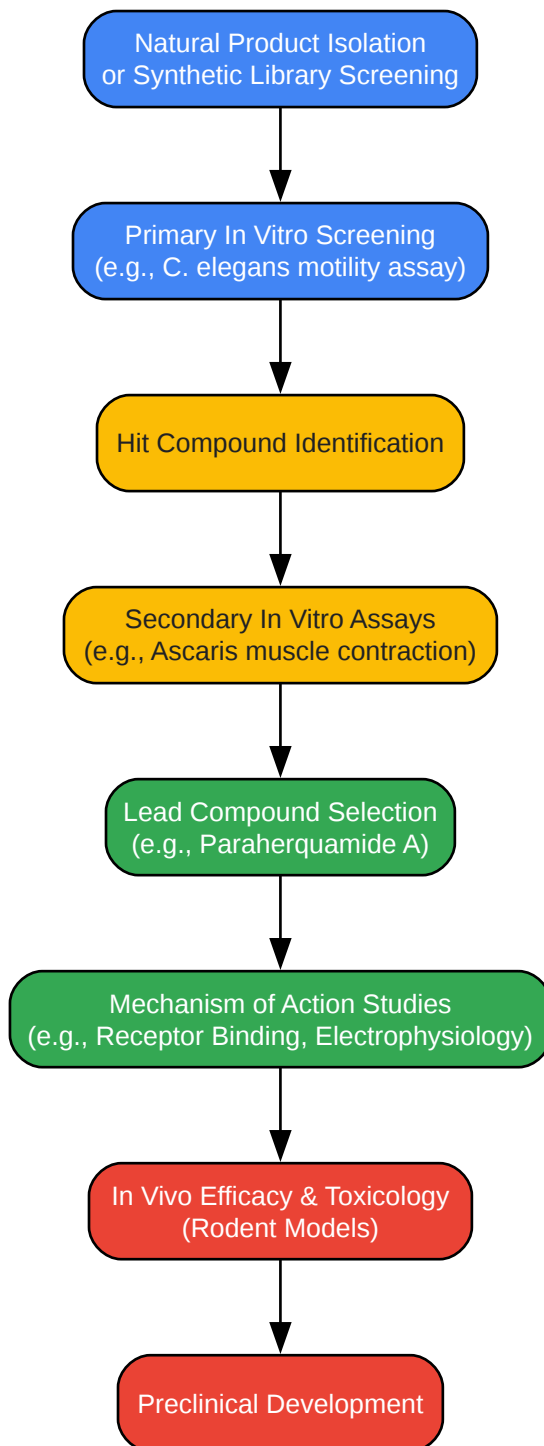 Natural Product Isolation
or Synthetic Library Screening
Primary In Vitro Screening
(e.g., C. elegans motility assay)
Hit Compound Identification
Secondary In Vitro Assays
(e.g., Ascaris muscle contraction)
Lead Compound Selection
(e.g., Paraherquamide A)
Mechanism of Action Studies
(e.g., Receptor Binding, Electrophysiology)
In Vivo Efficacy & Toxicology
(Rodent Models)
Preclinical Development